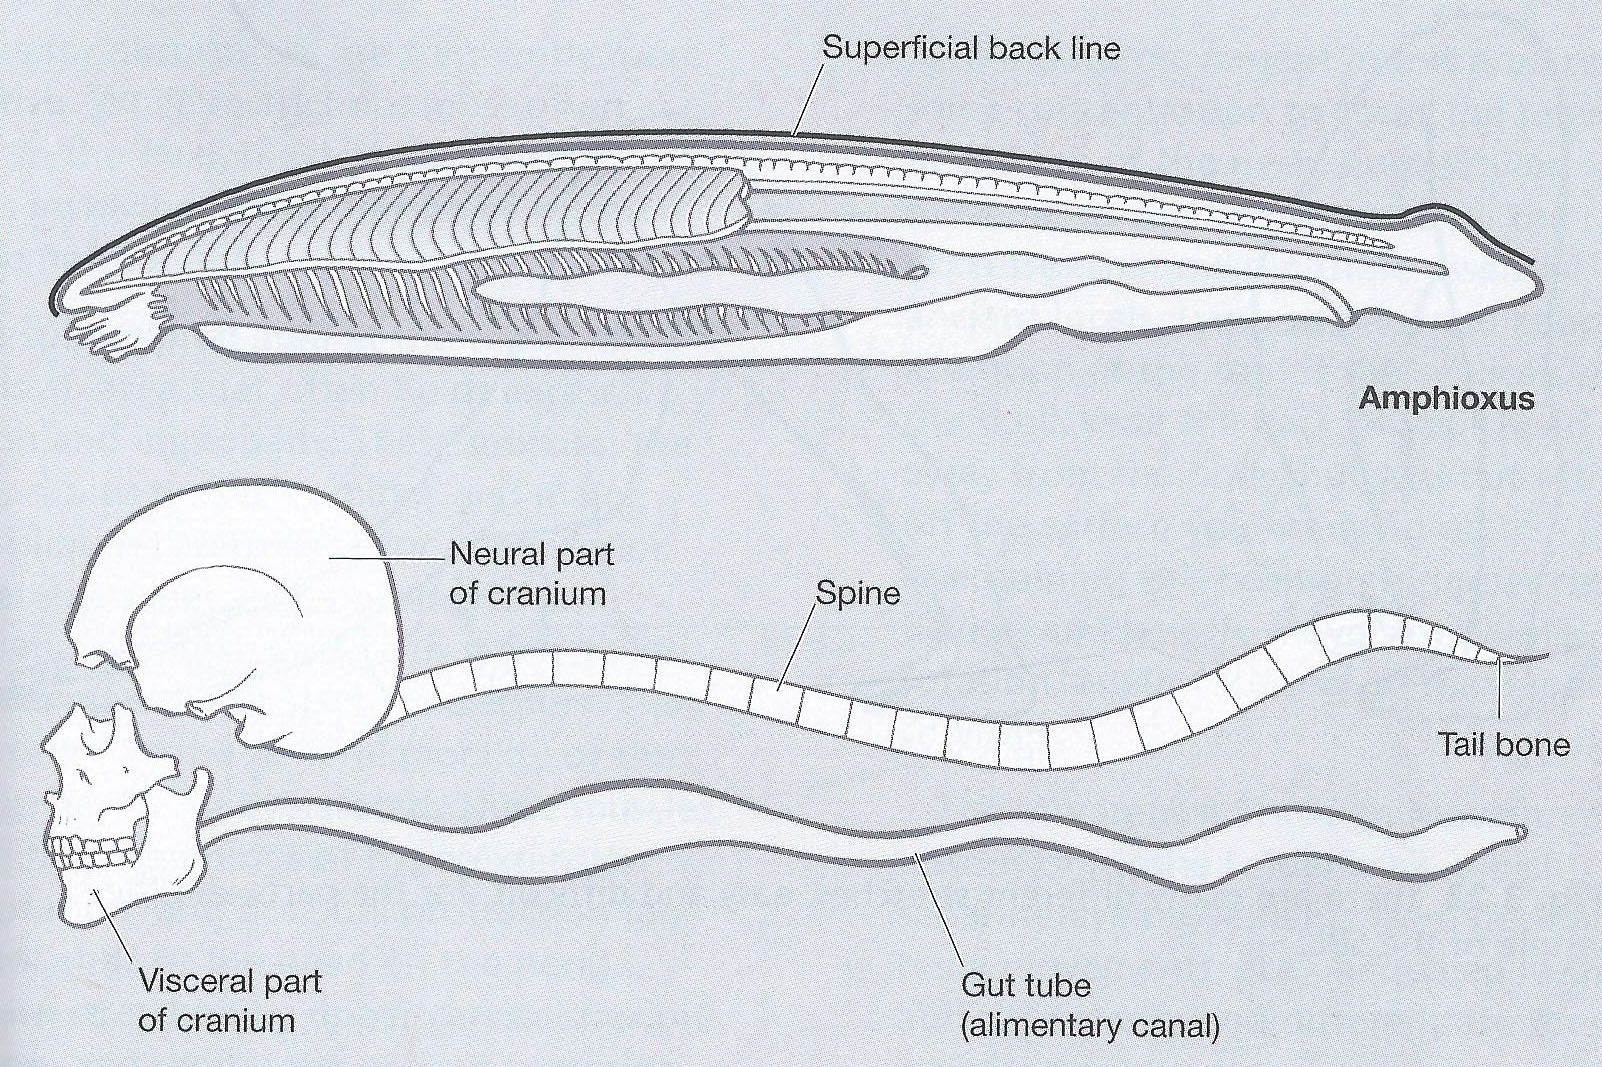 Superficial back line
Amphioxus
Neural part
of cranium
Spine
Tail bone
Visceral part
of cranium
Gut tube
(alimentary canal)